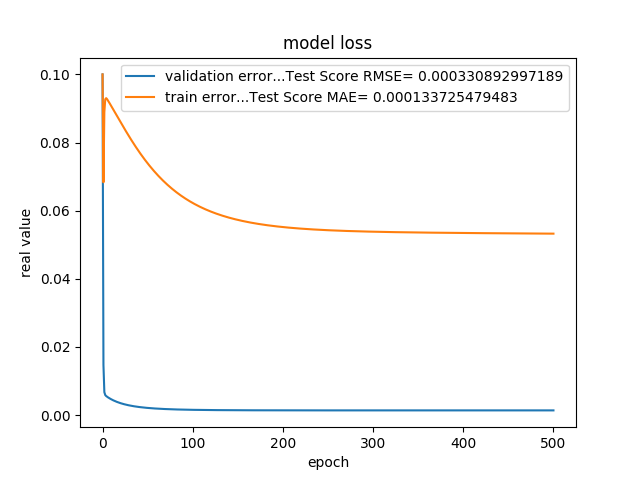 model loss
validation error...Test Score RMSE= 0.000330892997189
train error...Test Score MAE= 0.000133725479483
real value
0.10
0.08
0.06
0.04
0.02
0.00
0 100 200 300 400 500
epoch